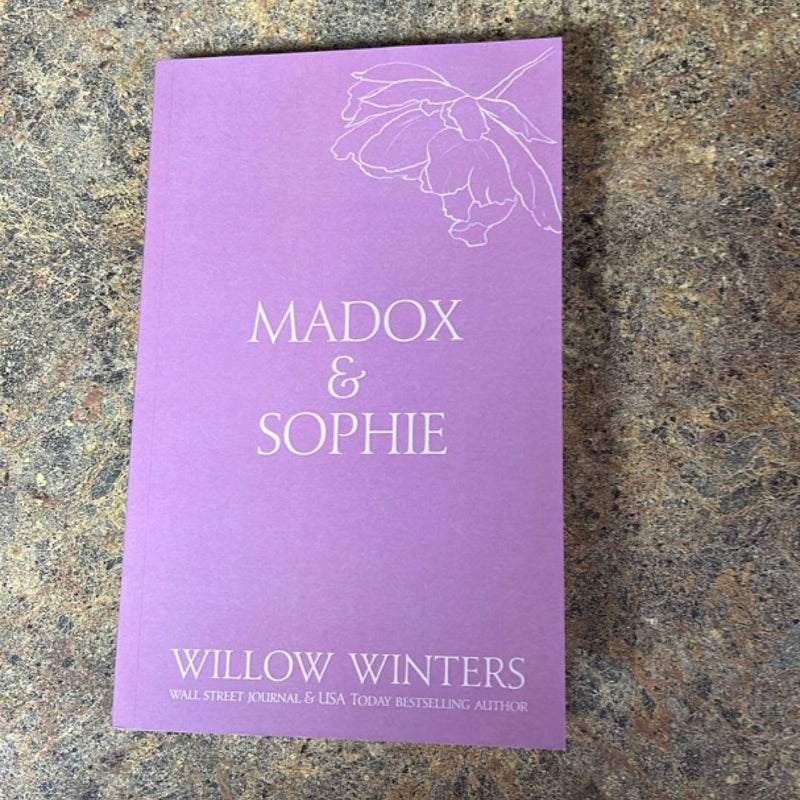 MADOX
&
SOPHIE
WILLOW WINTERS
WALL STREET JOURNAL & USA TODAY BESTSELLING AUTHOR